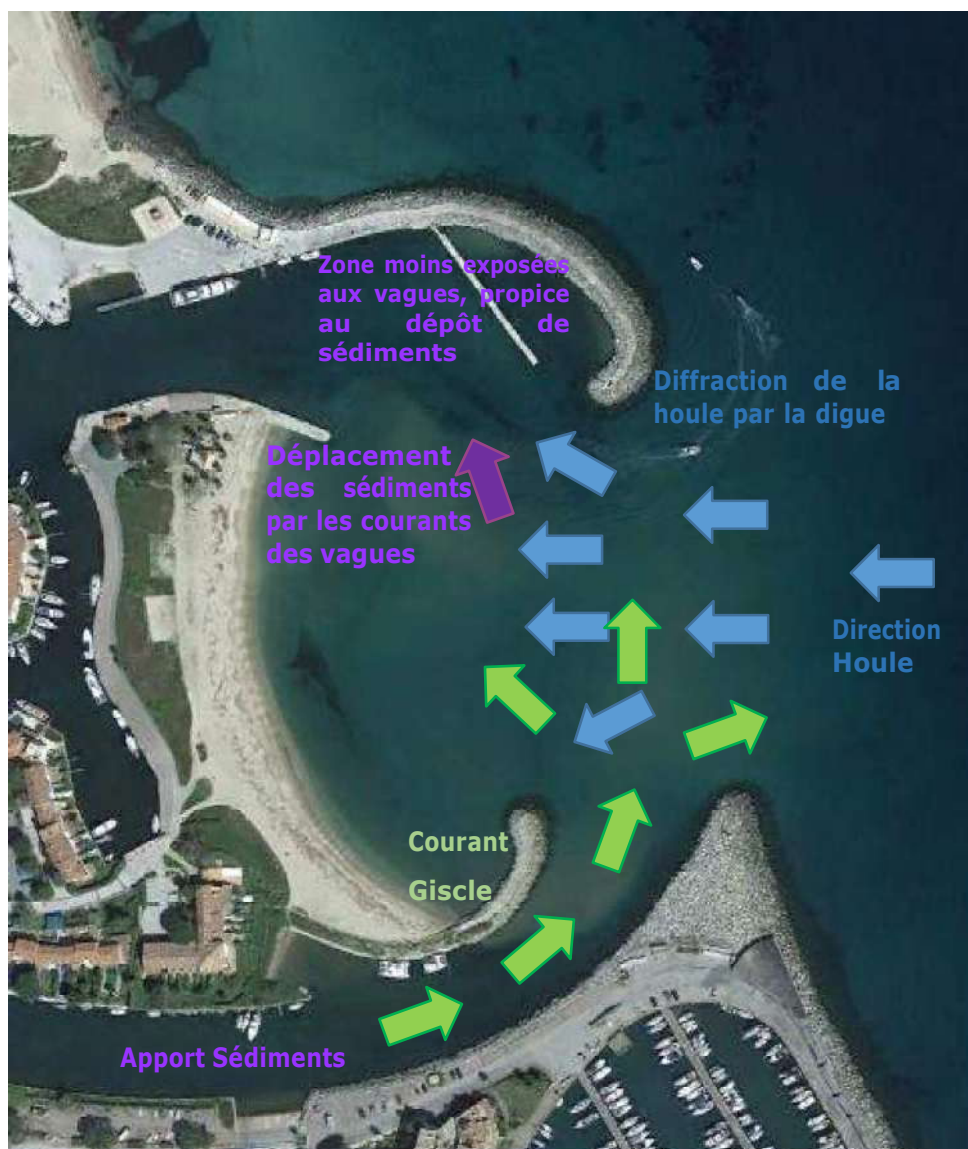 Zone moins exposées
aux vagues, propice
au dépôt de
sédiments
Diffraction de la
houle par la digue
Déplacement
des sédiments
par les courants
des vagues
Direction
Houle
Courant
Giscle
Apport Sédiments